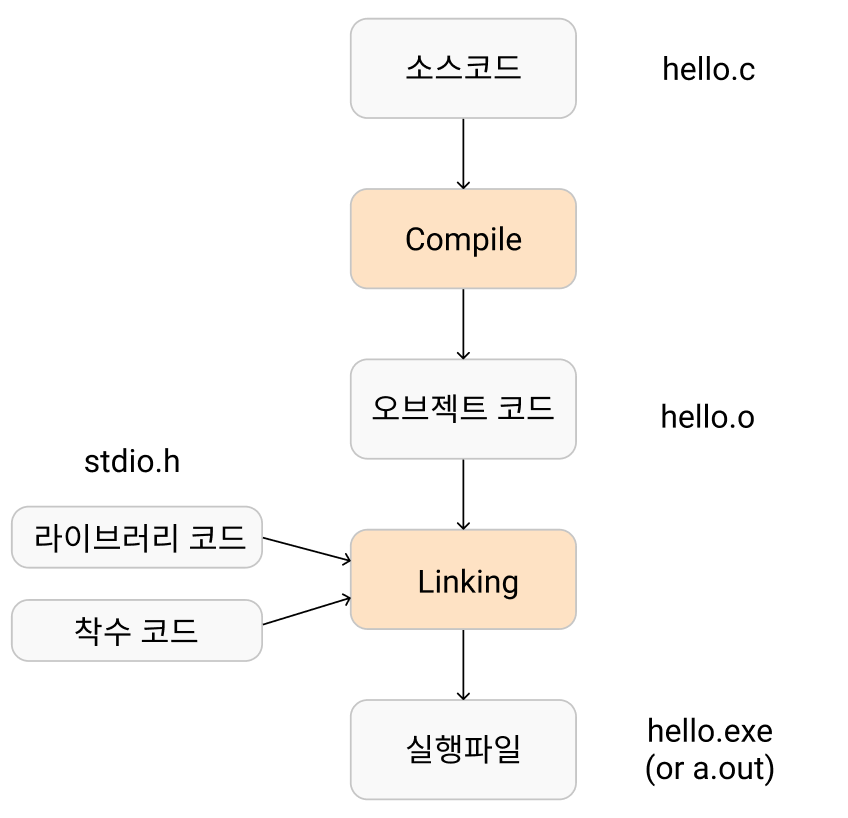 소스코드
hello.c
Compile
오브젝트 코드
hello.o
stdio.h
라이브러리 코드
착수 코드
Linking
실행파일
hello.exe
(or a.out)